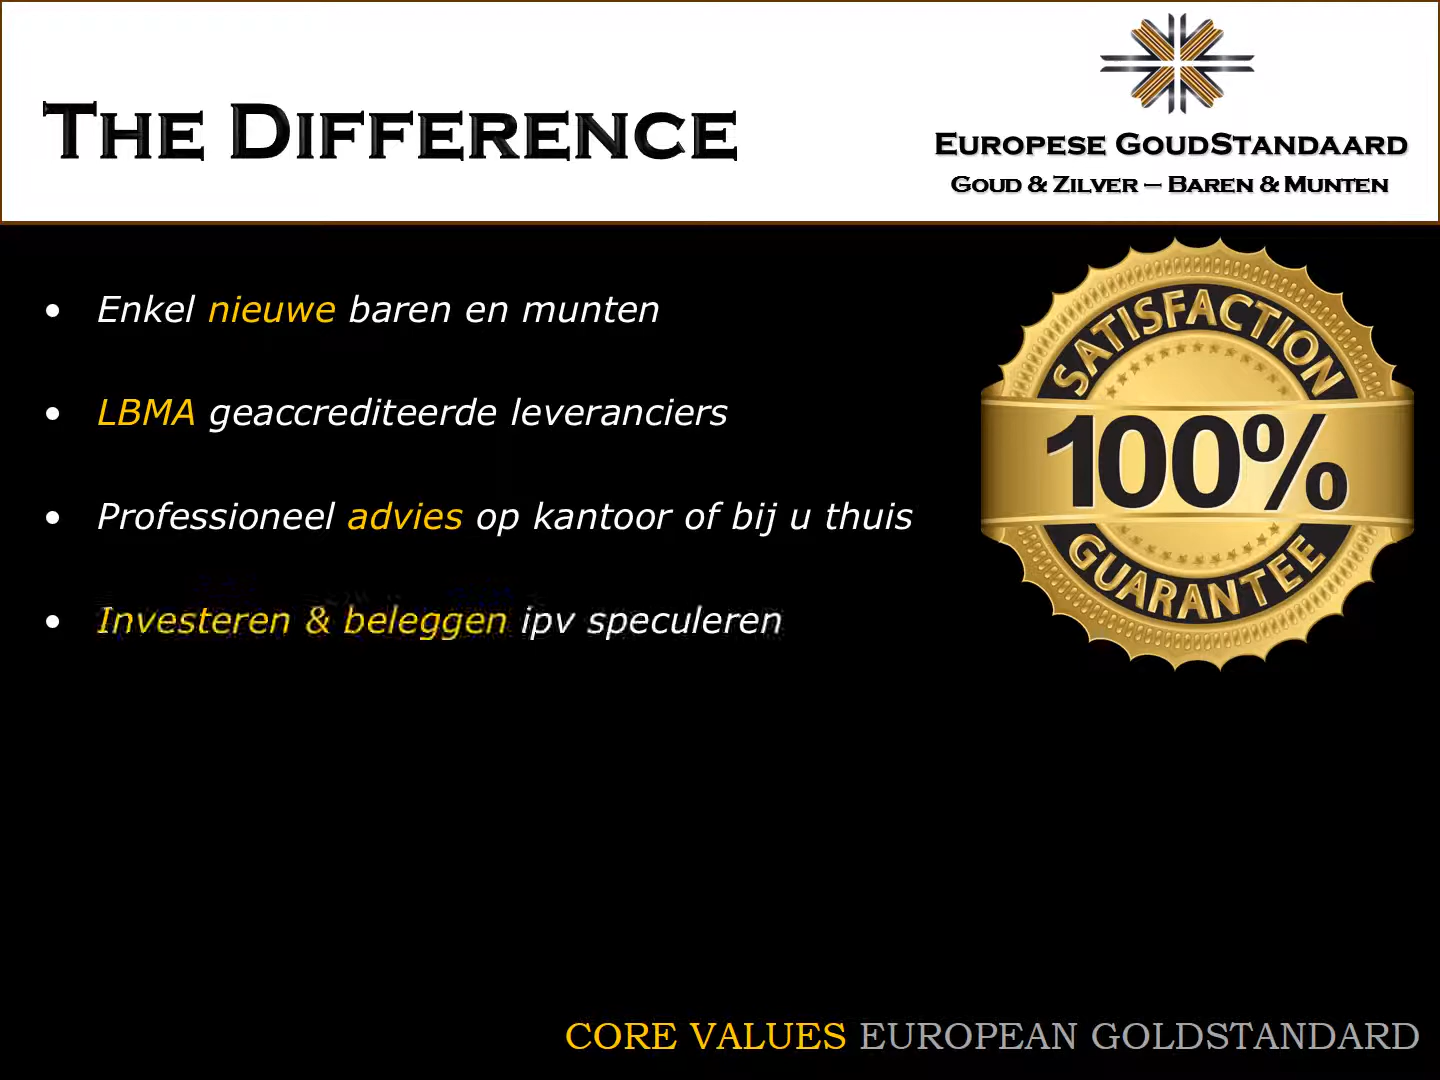 THE DIFFERENCE
EUROPESE GOUDSTANDAARD
GOUD & ZILVER – BAREN & MUNTEN
• Enkel nieuwe baren en munten
• LBMA geaccrediteerde leveranciers
• Professioneel advies op kantoor of bij u thuis
• Investeren & beleggen ipv speculeren
SATISFACTION
100%
GUARANTEE
CORE VALUES EUROPEAN GOLDSTANDARD